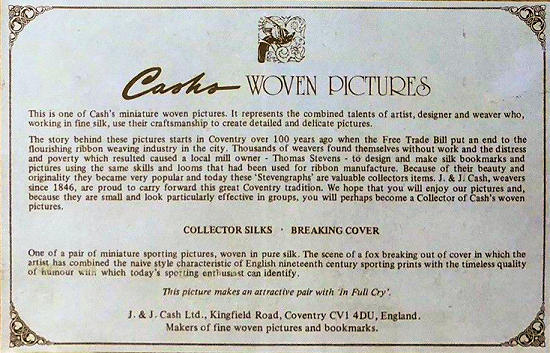 Cash's WOVEN PICTURES
This is one of Cash's miniature woven pictures. It represents the combined talents of artist, designer and weaver who,
working in fine silk, use their craftsmanship to create detailed and delicate pictures.
The story behind these pictures starts in Coventry over 100 years ago when the Free Trade Bill put an end to the
flourishing ribbon weaving industry in the city. Thousands of weavers found themselves without work and the distress
and poverty which resulted caused a local mill owner - Thomas Stevens - to design and make silk bookmarks and
pictures using the same skills and looms that had been used for ribbon manufacture. Because of their beauty and
originality they became very popular and today these 'Stevengraphs' are valuable collectors items. J. & J. Cash, weavers
since 1846, are proud to carry forward this great Coventry tradition. We hope that you will enjoy our pictures and,
because they are small and look particularly effective in groups, you will perhaps become a Collector of Cash's woven
pictures.
COLLECTOR SILKS · BREAKING COVER
One of a pair of miniature sporting pictures, woven in pure silk. The scene of a fox breaking out of cover in which the
artist has combined the naive style characteristic of English nineteenth century sporting prints with the timeless quality
of humour with which today's sporting enthusiast can identify.
This picture makes an attractive pair with 'In Full Cry'.
J. & J. Cash Ltd., Kingfield Road, Coventry CV1 4DU, England.
Makers of fine woven pictures and bookmarks.